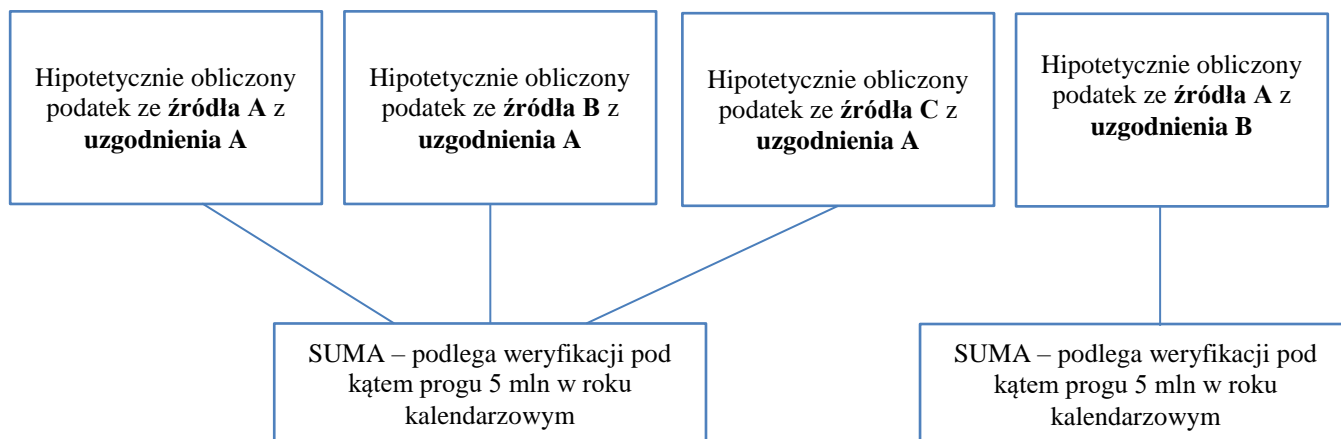 Hipotetycznie obliczony
podatek ze źródła A z
uzgodnienia A
Hipotetycznie obliczony
podatek ze źródła B z
uzgodnienia A
Hipotetycznie obliczony
podatek ze źródła C z
uzgodnienia A
Hipotetycznie obliczony
podatek ze źródła A z
uzgodnienia B
SUMA – podlega weryfikacji pod
kątem progu 5 mln w roku
kalendarzowym
SUMA – podlega weryfikacji pod
kątem progu 5 mln w roku
kalendarzowym